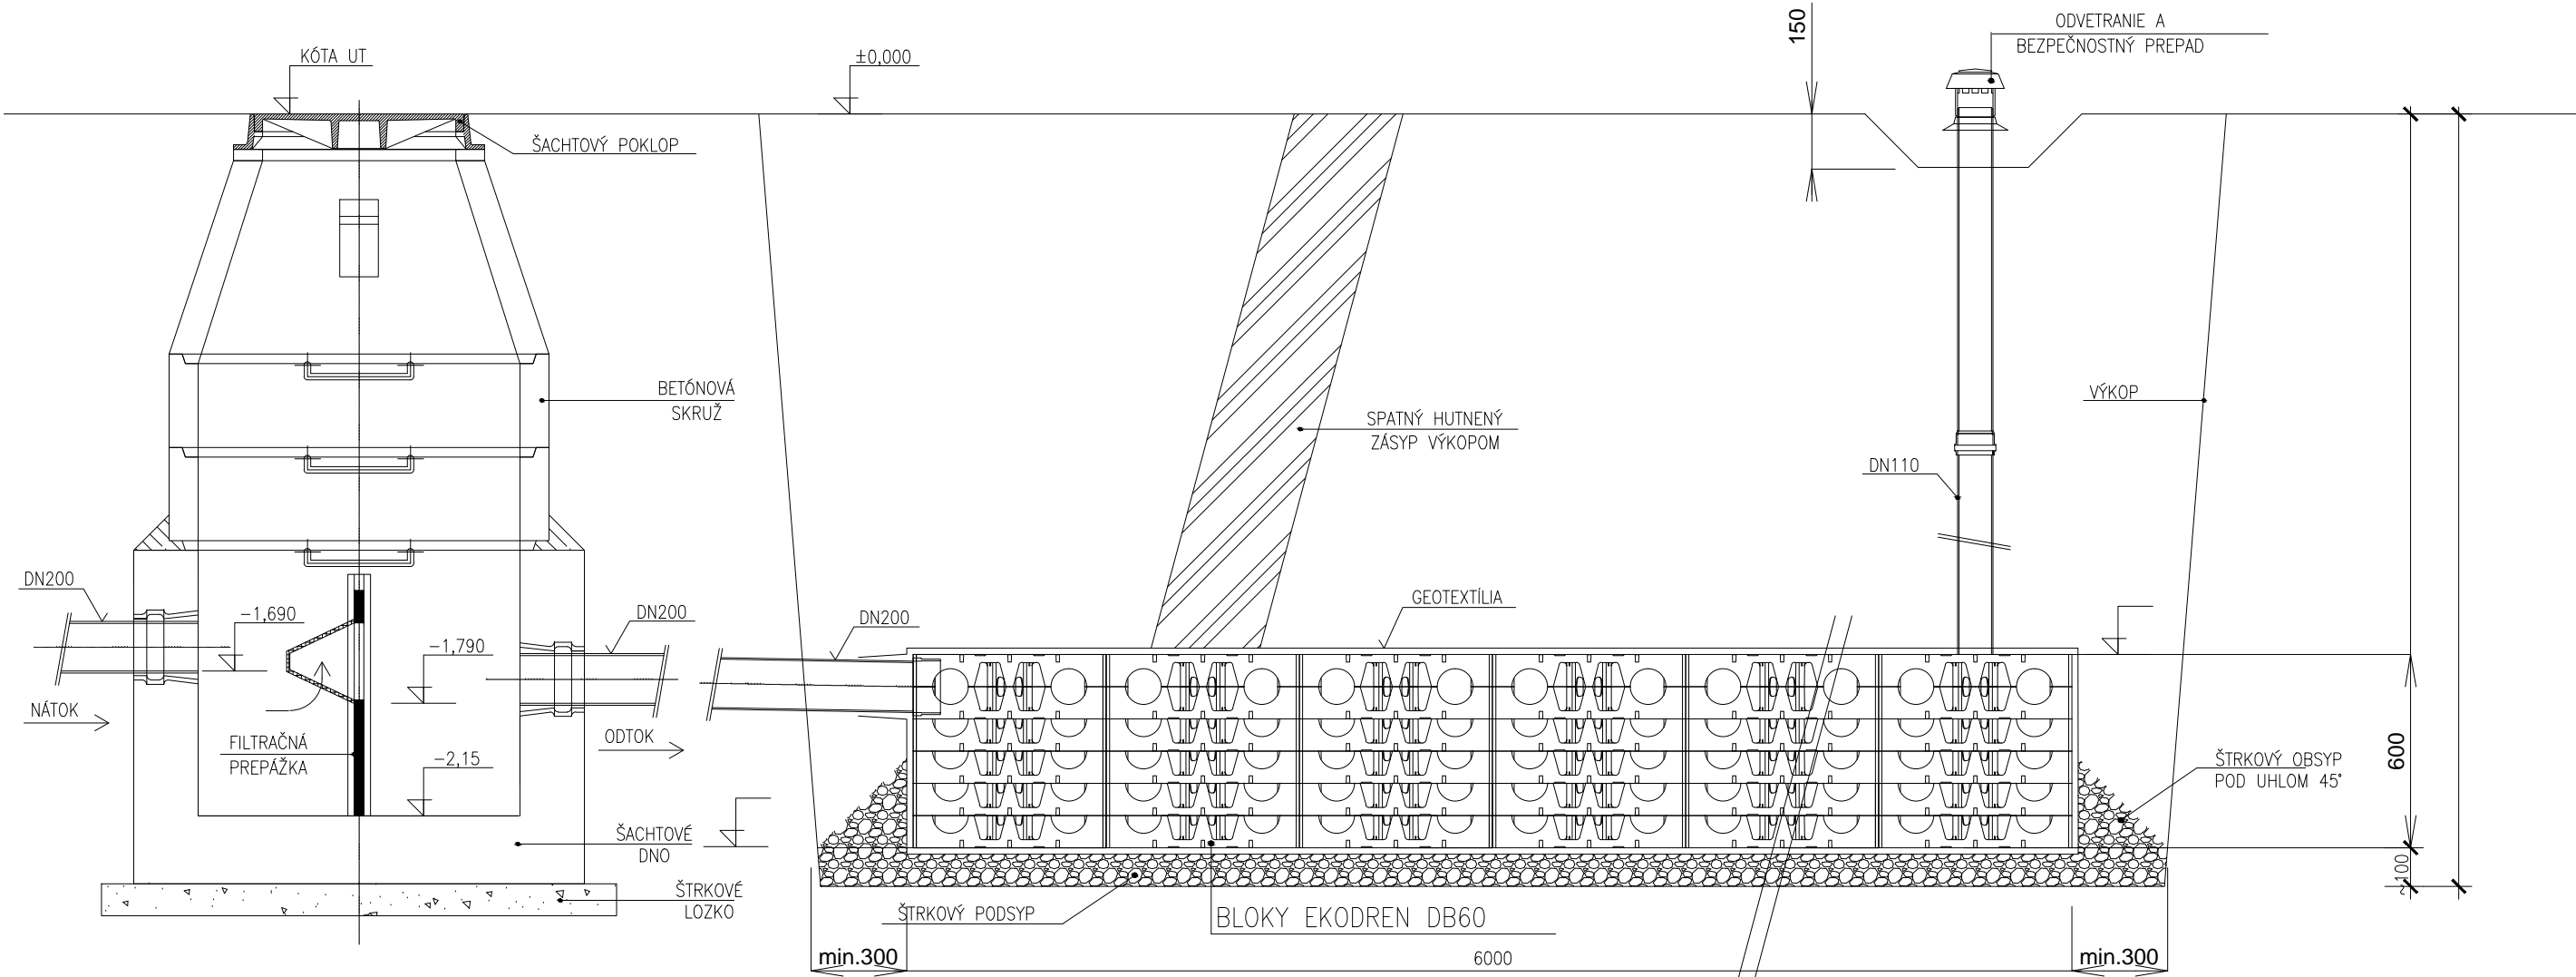 KÓTA UT
±0,000
150
ODVETRANIE A
BEZPEČNOSTNÝ PREPAD
ŠACHTOVÝ POKLOP
BETÓNOVÁ
SKRUŽ
SPATNÝ HUTNENÝ
ZÁSYP VÝKOPOM
VÝKOP
DN110
DN200
-1,690
-1,790
DN200
DN200
GEOTEXTÍLIA
NÁTOK
ODTOK
FILTRAČNÁ
PREPÁŽKA
-2,15
ŠACHTOVÉ
DNO
ŠTRKOVÉ
LOZKO
ŠTRKOVÝ PODSYP
BLOKY EKODREN DB60
ŠTRKOVÝ OBSYP
POD UHLOM 45°
600
~100
min.300
6000
min.300